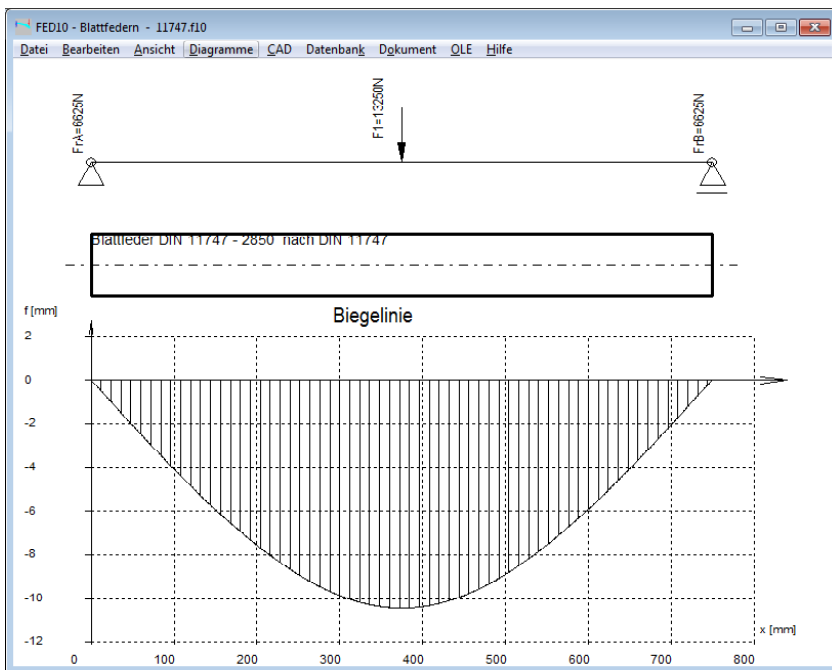 FED10 - Blattfedern - 11747.f10
Datei Bearbeiten Ansicht Diagramme CAD Datenbank Dokument OLE Hilfe
FrA=6625N
F1=13250N
FrB=6625N
Blattfeder DIN 11747 - 2850 nach DIN 11747
f [mm]
Biegelinie
2
0
-2
-4
-6
-8
-10
-12
x [mm]
0 100 200 300 400 500 600 700 800